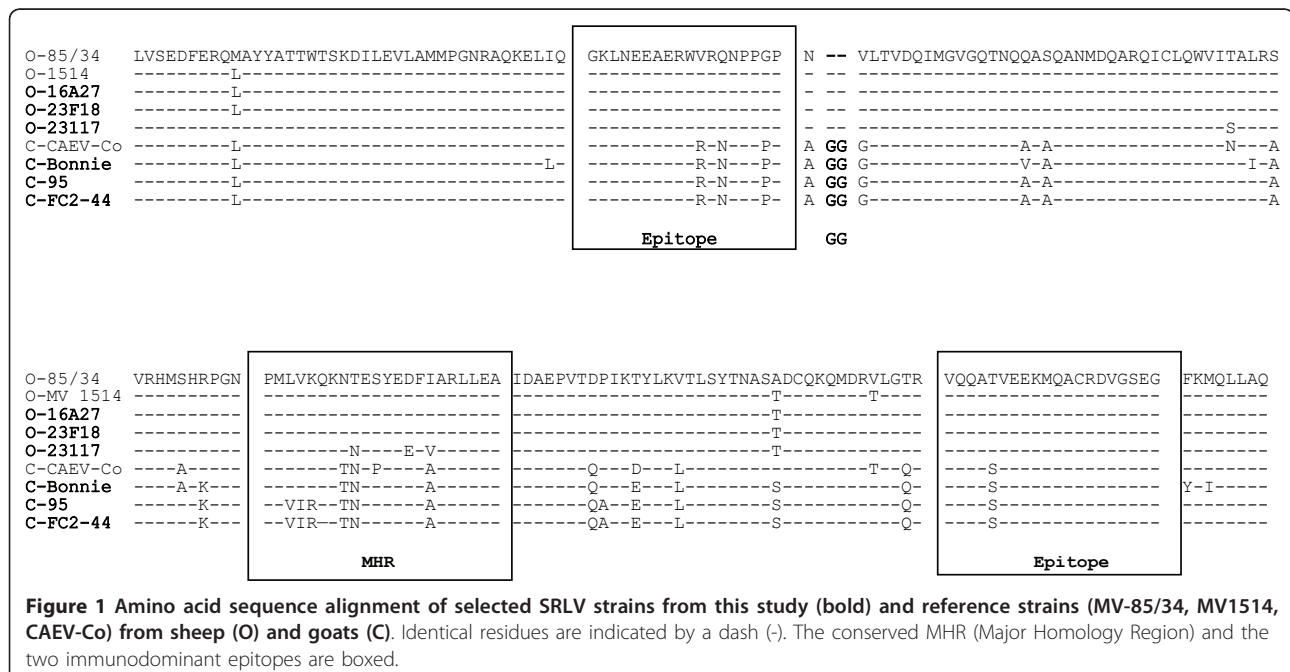 O-85/34 LVSEDFERQMAYYATTWTSKDILEVLAMMPGNRAQKELIQ GKLNEEAERWVRQNPPGP N -- VLTVDQIMGVGQTNQQASQANMDQARQICLQWVITALRS
O-1514 ---------L------------------------------ ------------------ - -- ----------------------------------------
O-16A27 ---------L------------------------------ ------------------ - -- ----------------------------------------
O-23F18 ---------L------------------------------ ------------------ - -- ----------------------------------------
O-23117 ---------------------------------------- ------------------ - -- -----------------------------------S----
C-CAEV-Co ---------L------------------------------ ----------R-N---P- A GG G---------------A-A----------------N---A
C-Bonnie ---------L----------------------------L- ----------R-N---P- A GG G---------------V-A------------------I-A
C-95 ---------L------------------------------ ----------R-N---P- A GG G---------------A-A--------------------A
C-FC2-44 ---------L------------------------------ ----------R-N---P- A GG G---------------A-A--------------------A
Epitope GG
O-85/34 VRHMSHRPGN PMLVKQKNTESYEDFIARLLEA IDAEPVTDPIKTYLKVTLSYTNASADCQKQMDRVLGTR VQQATVEEKMQACRDVGSEG FKMQLLAQ
O-MV 1514 ---------- ---------------------- ------------------------T--------T---- -------------------- --------
O-16A27 ---------- ---------------------- ------------------------T------------- -------------------- --------
O-23F18 ---------- ---------------------- ------------------------T------------- -------------------- --------
O-23117 ---------- --------N----E-V------ ------------------------T------------- -------------------- --------
C-CAEV-Co ----A----- -------TN-P----A------ -------Q----D---L----------------T--Q- ----S--------------- --------
C-Bonnie ----A-K--- -------TN------A------ -------Q----E---L-------S-----------Q- ----S--------------- Y-I-----
C-95 ------K--- --VIR--TN------A------ -------QA---E---L-------S-----------Q- ----S--------------- --------
C-FC2-44 ------K--- --VIR--TN------A------ -------QA---E---L-------S-----------Q- ----S--------------- --------
MHR Epitope
Figure 1 Amino acid sequence alignment of selected SRLV strains from this study (bold) and reference strains (MV-85/34, MV1514,
CAEV-Co) from sheep (O) and goats (C). Identical residues are indicated by a dash (-). The conserved MHR (Major Homology Region) and the
two immunodominant epitopes are boxed.